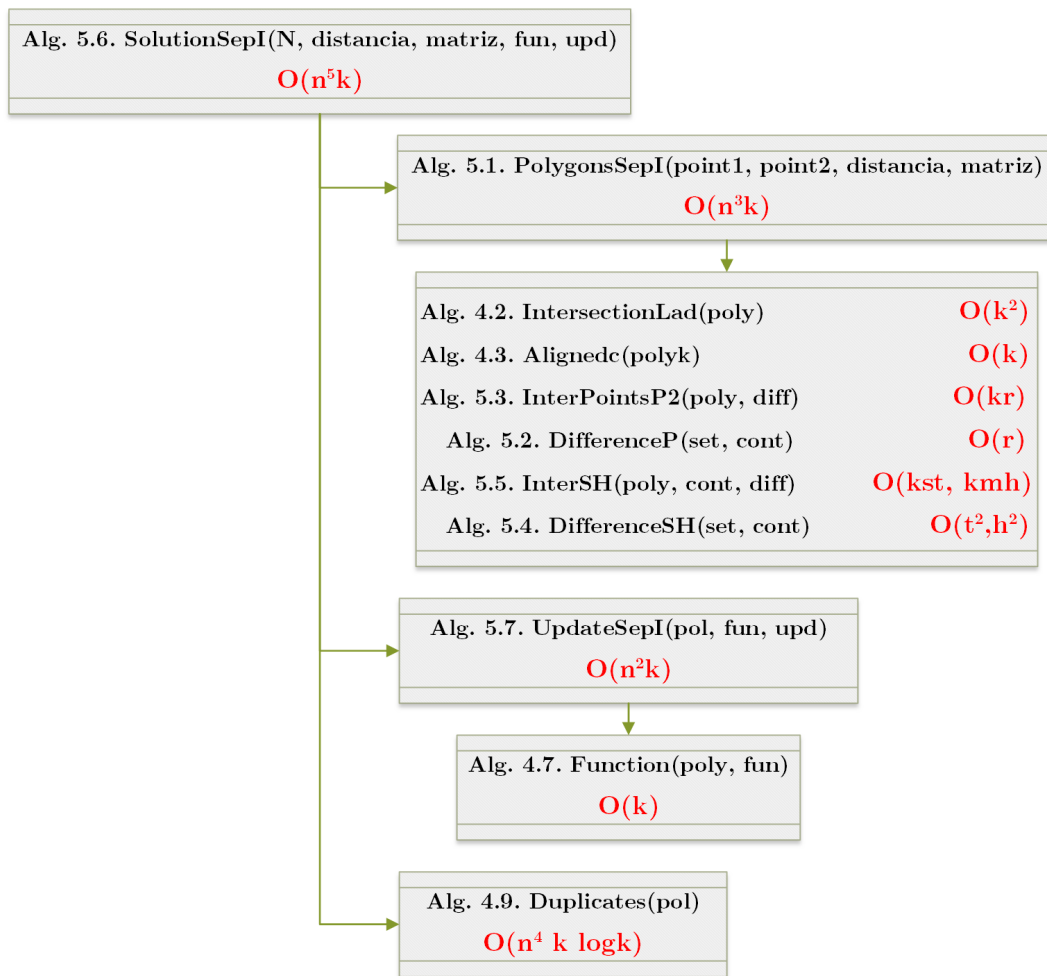 Alg. 5.6. SolutionSepI(N, distancia, matriz, fun, upd)
O(n⁵k)
Alg. 5.1. PolygonsSepI(point1, point2, distancia, matriz)
O(n³k)
Alg. 4.2. IntersectionLad(poly) O(k²)
Alg. 4.3. Alignedc(polyk) O(k)
Alg. 5.3. InterPointsP2(poly, diff) O(kr)
Alg. 5.2. DifferenceP(set, cont) O(r)
Alg. 5.5. InterSH(poly, cont, diff) O(kst, kmh)
Alg. 5.4. DifferenceSH(set, cont) O(t²,h²)
Alg. 5.7. UpdateSepI(pol, fun, upd)
O(n²k)
Alg. 4.7. Function(poly, fun)
O(k)
Alg. 4.9. Duplicates(pol)
O(n⁴ k logk)